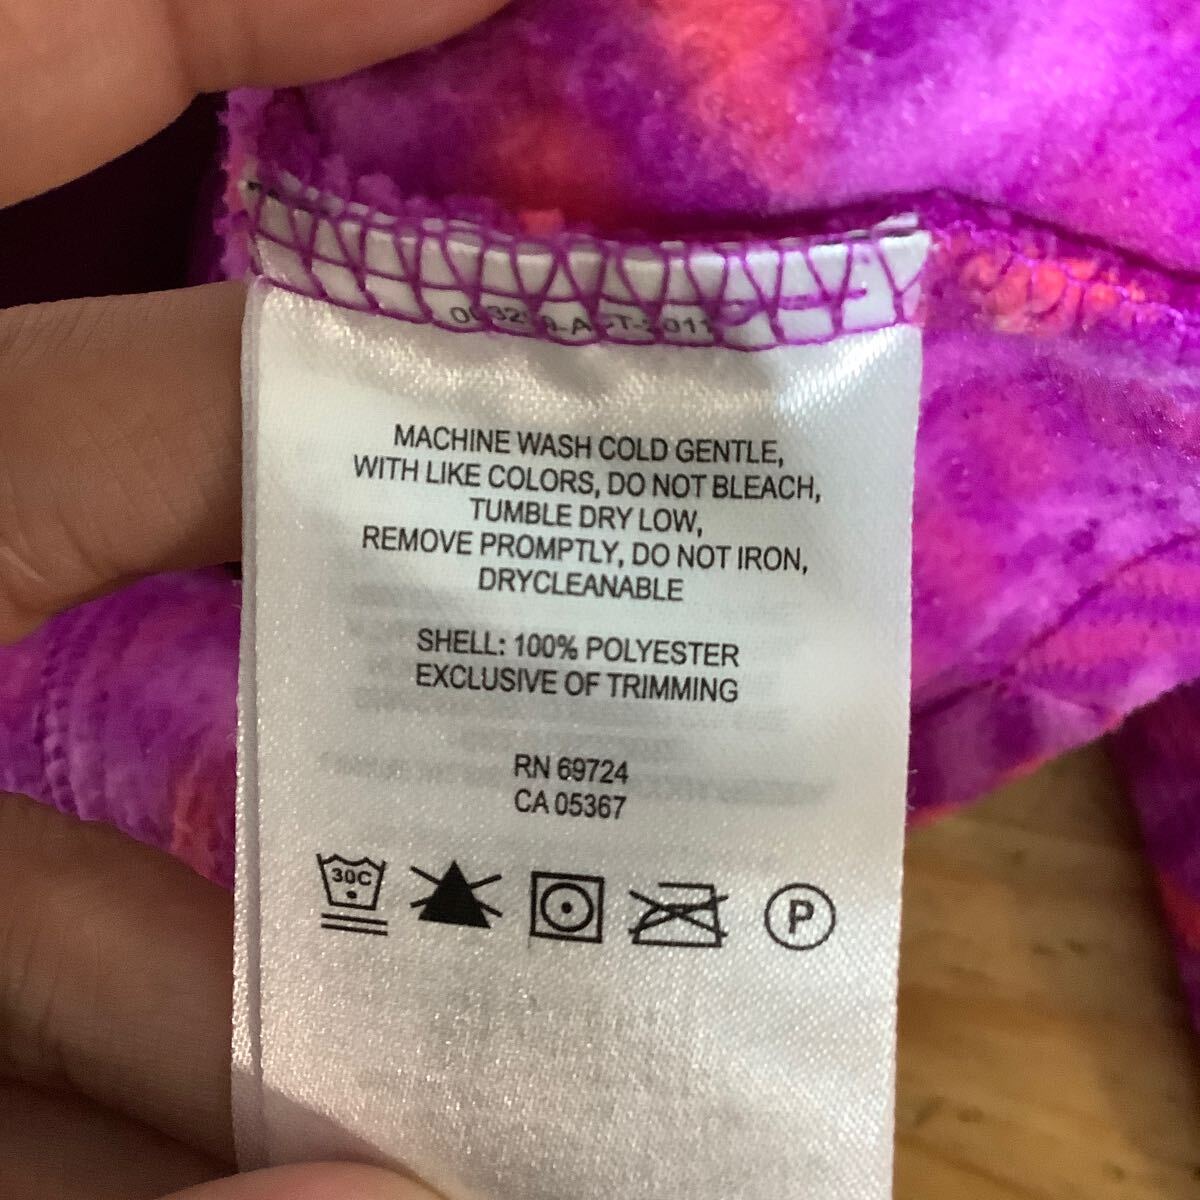 MACHINE WASH COLD GENTLE,
WITH LIKE COLORS, DO NOT BLEACH,
TUMBLE DRY LOW,
REMOVE PROMPTLY, DO NOT IRON,
DRYCLEANABLE
SHELL: 100% POLYESTER
EXCLUSIVE OF TRIMMING
RN 69724
CA 05367
30C
P